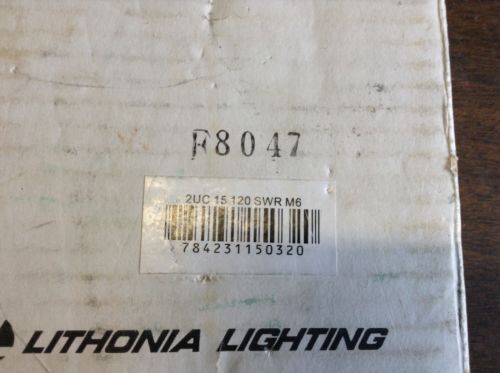 F8047
2UC 15 120 SWR M6
784231150320
LITHONIA LIGHTING